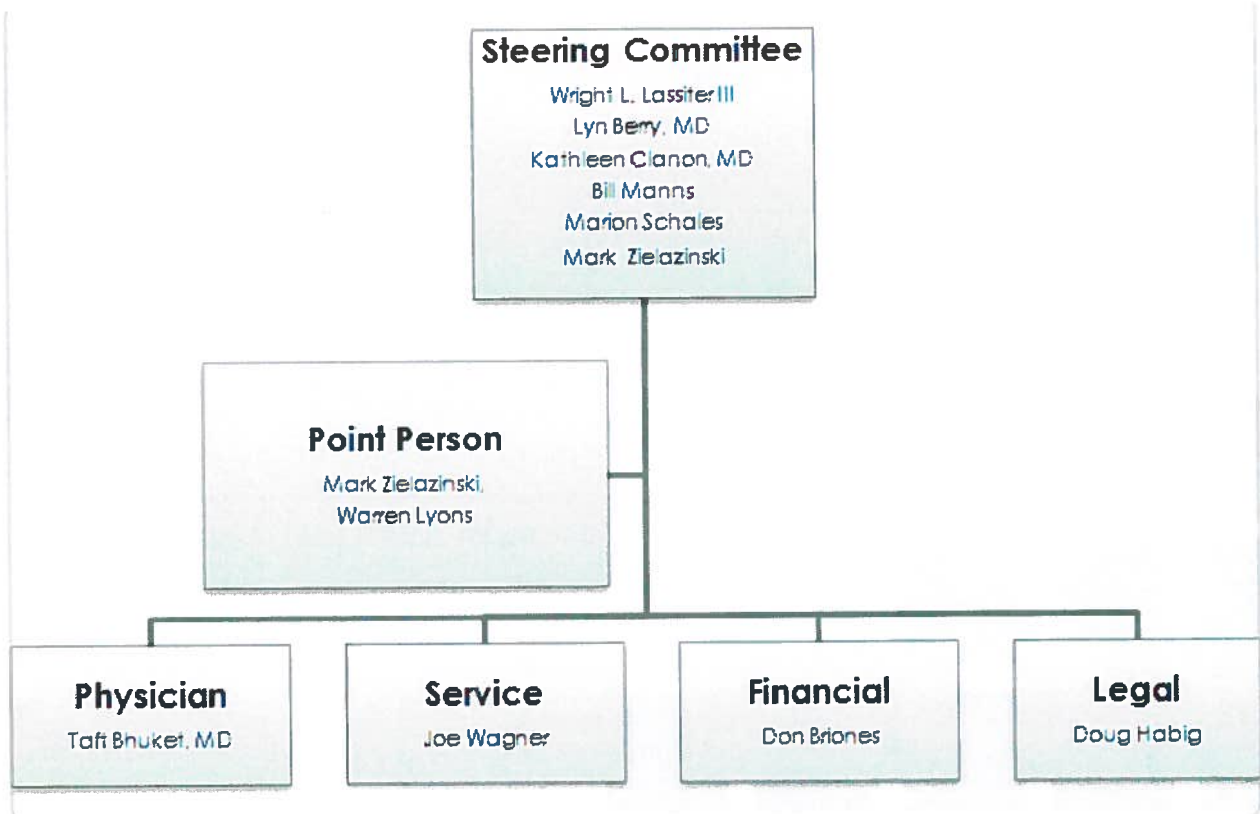 Steering Committee
Wright L. Lassiter III
Lyn Berry, MD
Kathleen Clanon, MD
Bill Manns
Marion Schales
Mark Zielazinski
Point Person
Mark Zielazinski,
Warren Lyons
Physician
Taft Bhuket, MD
Service
Joe Wagner
Financial
Don Briones
Legal
Doug Habig